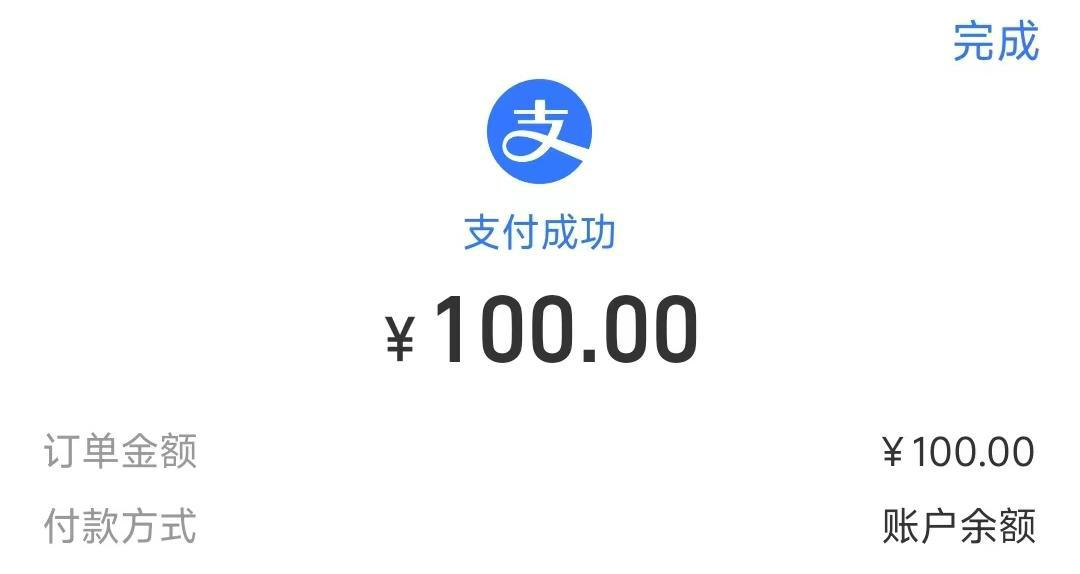 完成
支
支付成功
¥100.00
订单金额 ¥100.00
付款方式 账户余额